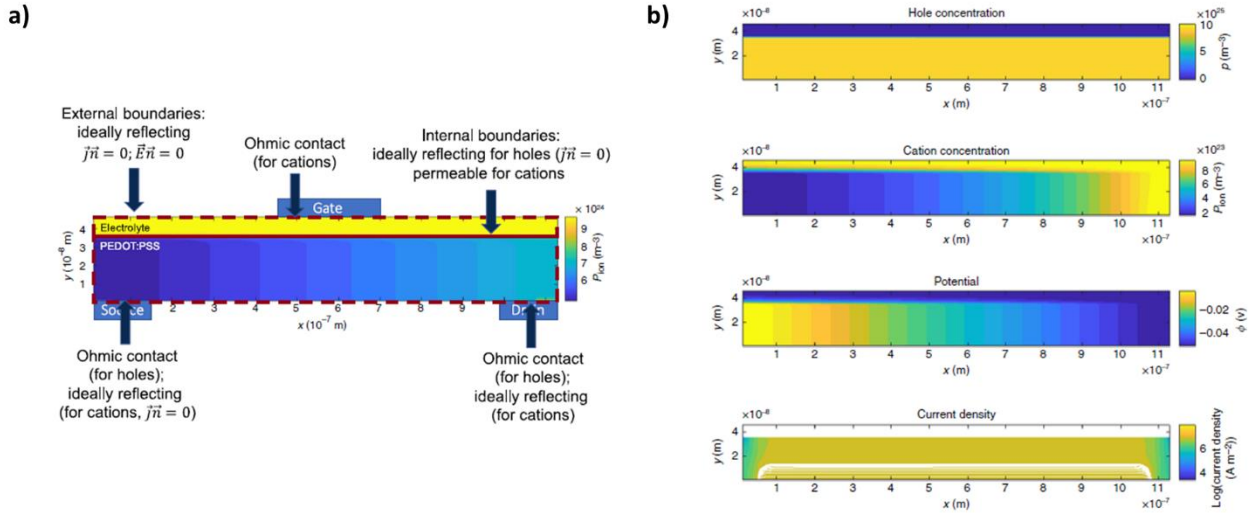 a)
External boundaries:
ideally reflecting
j⃗n⃗ = 0; E⃗n⃗ = 0
Ohmic contact
(for cations)
Internal boundaries:
ideally reflecting for holes (j⃗n⃗ = 0)
permeable for cations
Gate
Electrolyte
PEDOT:PSS
y (10⁻⁸ m)
4
3
2
1
Source
2 3 4 5 6 7 8 9
x (10⁻⁷ m)
× 10²⁴
9
8
7
6
P_ion (m⁻³)
Ohmic contact
(for holes);
ideally reflecting
(for cations, j⃗n⃗ = 0)
Ohmic contact
(for holes);
ideally reflecting
(for cations)
b)
×10⁻⁸ Hole concentration ×10²⁵
y (m)
4
2
10
5
0
p (m⁻³)
1 2 3 4 5 6 7 8 9 10 11
x (m) ×10⁻⁷
×10⁻⁸ Cation concentration ×10²³
y (m)
4
2
8
6
4
2
P_ion (m⁻³)
1 2 3 4 5 6 7 8 9 10 11
x (m) ×10⁻⁷
×10⁻⁸ Potential
y (m)
4
2
−0.02
−0.04
ϕ (v)
1 2 3 4 5 6 7 8 9 10 11
x (m) ×10⁻⁷
×10⁻⁸ Current density
y (m)
4
2
6
4
Log(current density
(A m⁻²))
1 2 3 4 5 6 7 8 9 10 11
x (m) ×10⁻⁷